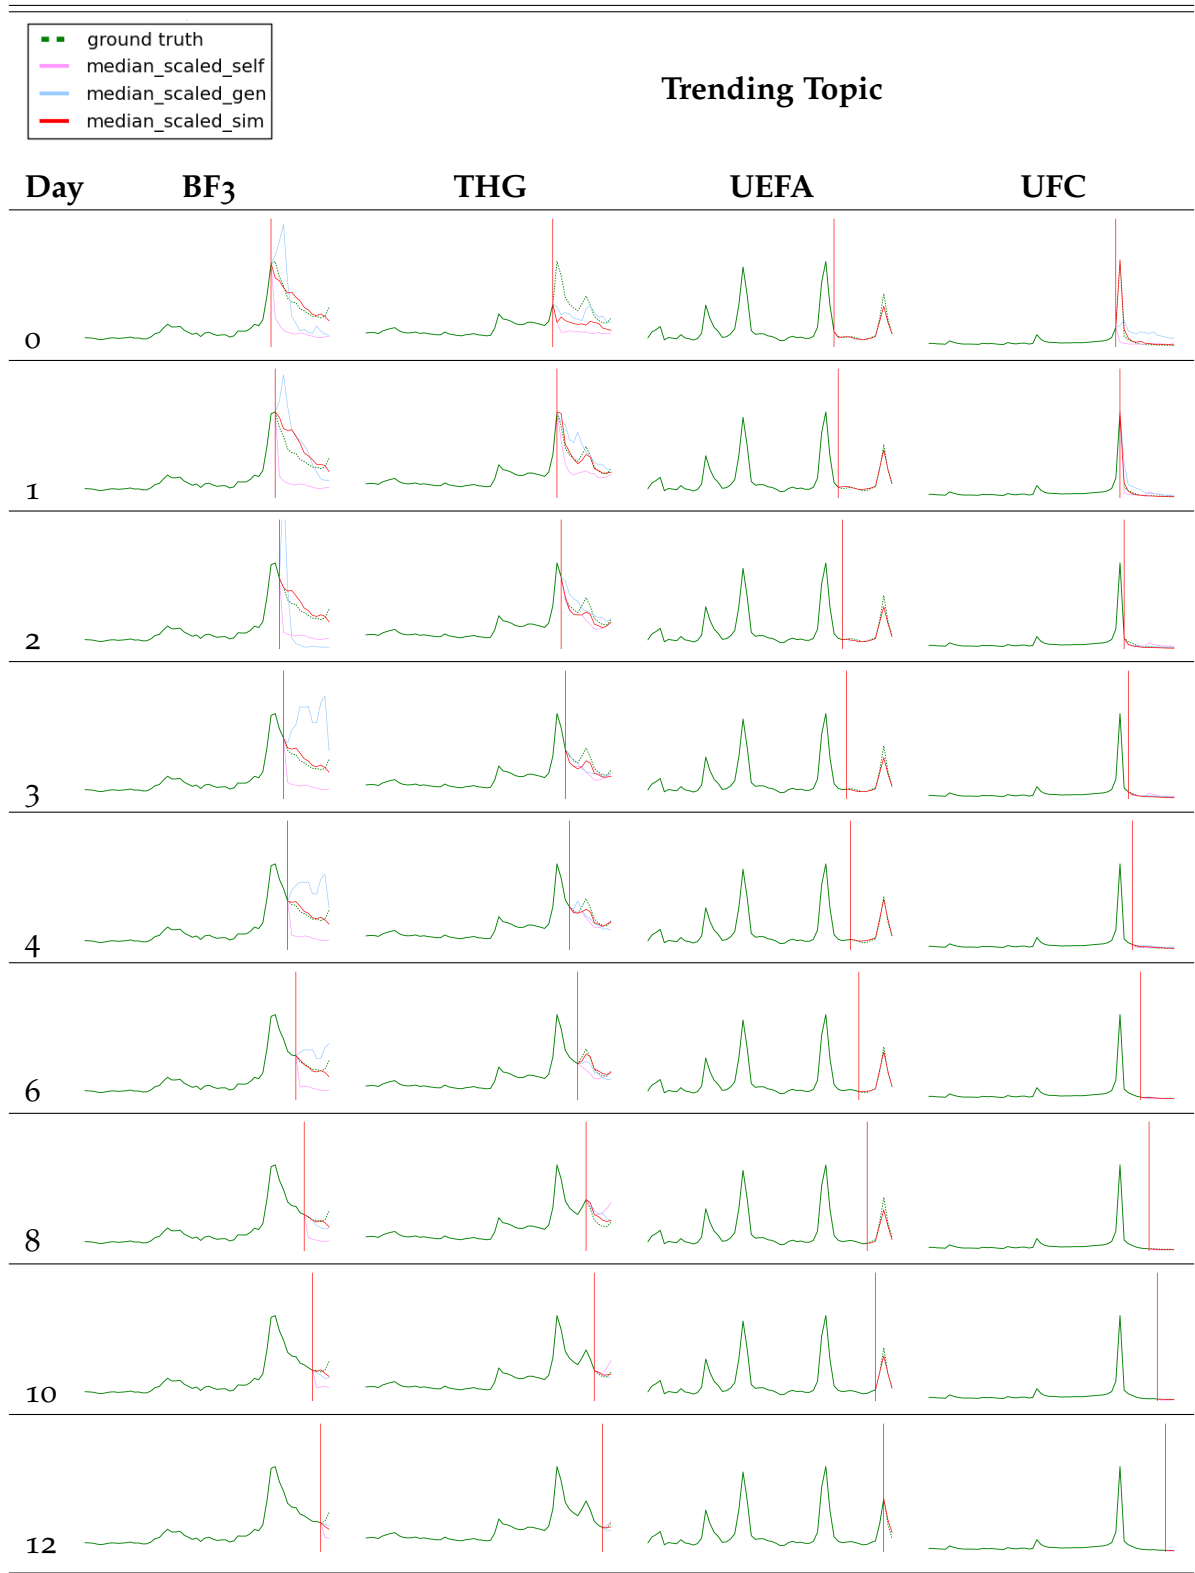 ground truth
median_scaled_self
median_scaled_gen
median_scaled_sim
Trending Topic
Day BF3 THG UEFA UFC
0
1
2
3
4
6
8
10
12